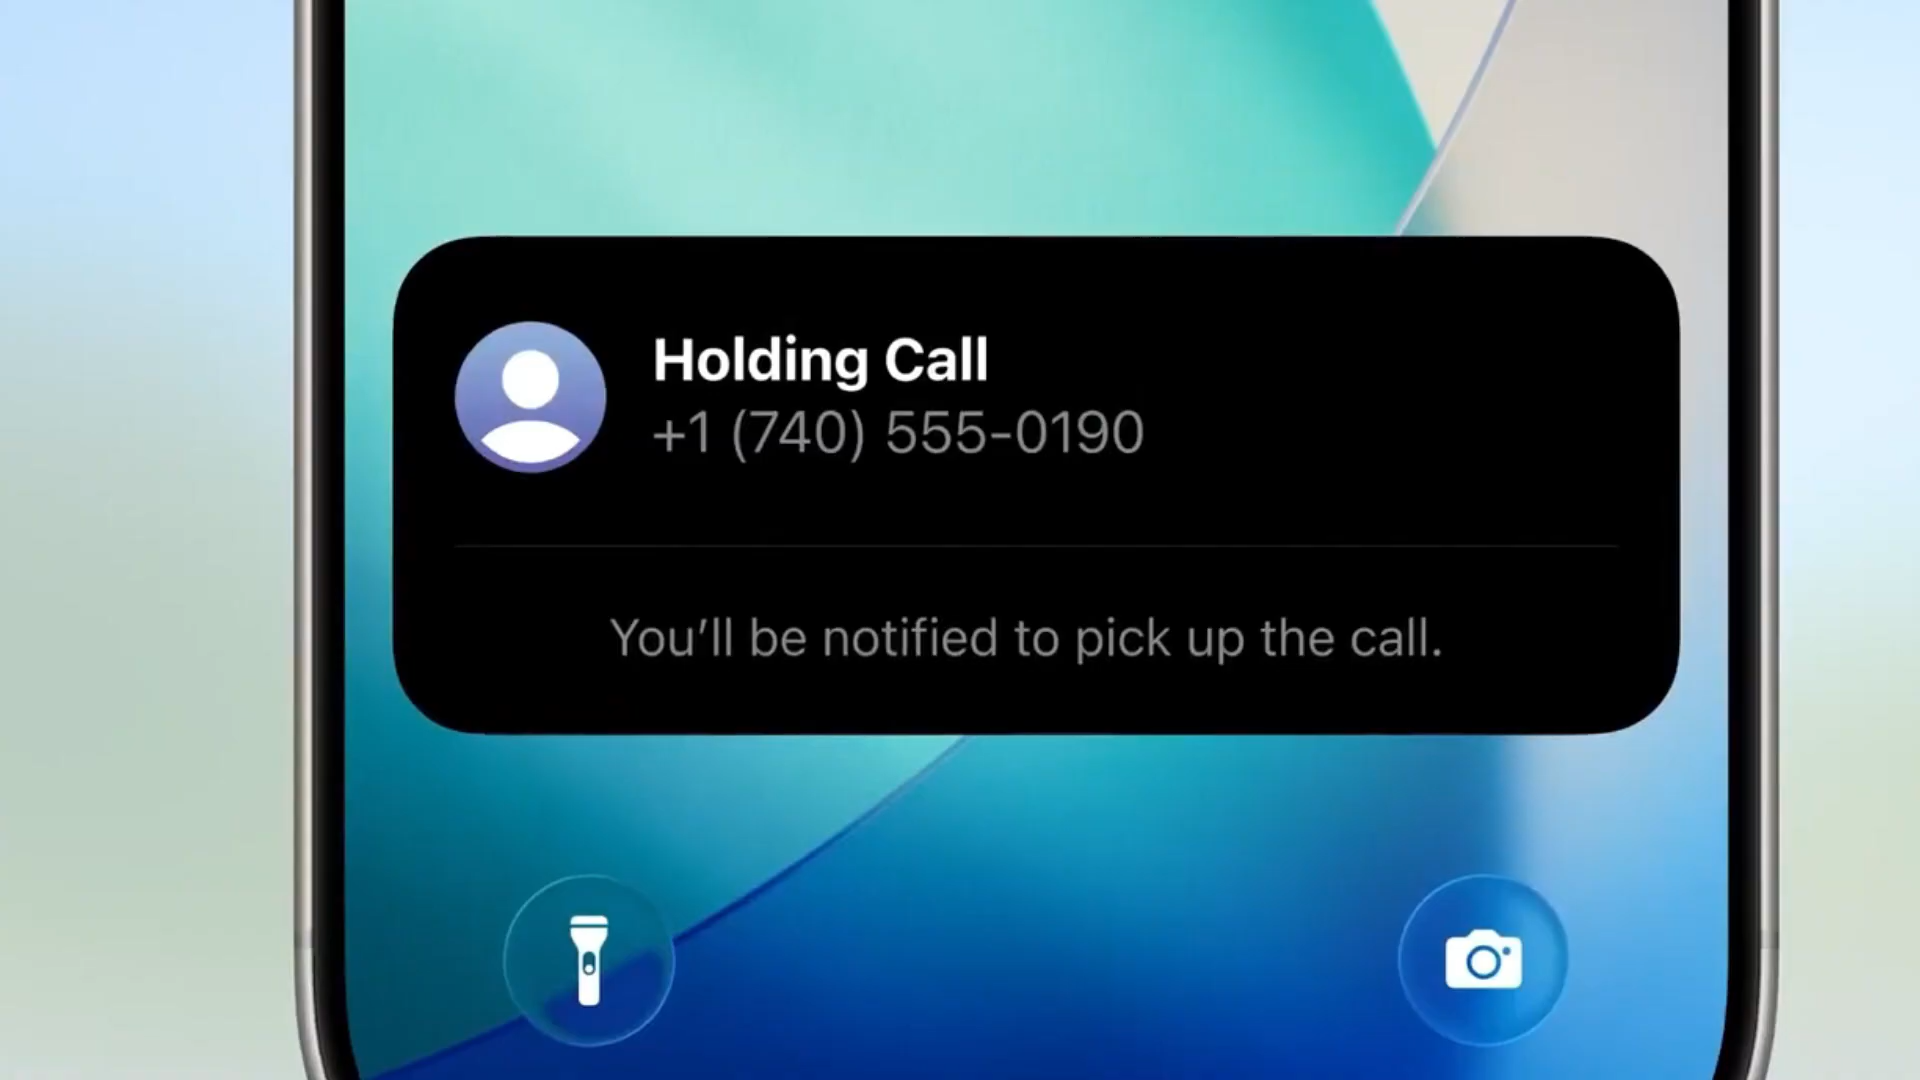 Holding Call
+1 (740) 555-0190
You’ll be notified to pick up the call.